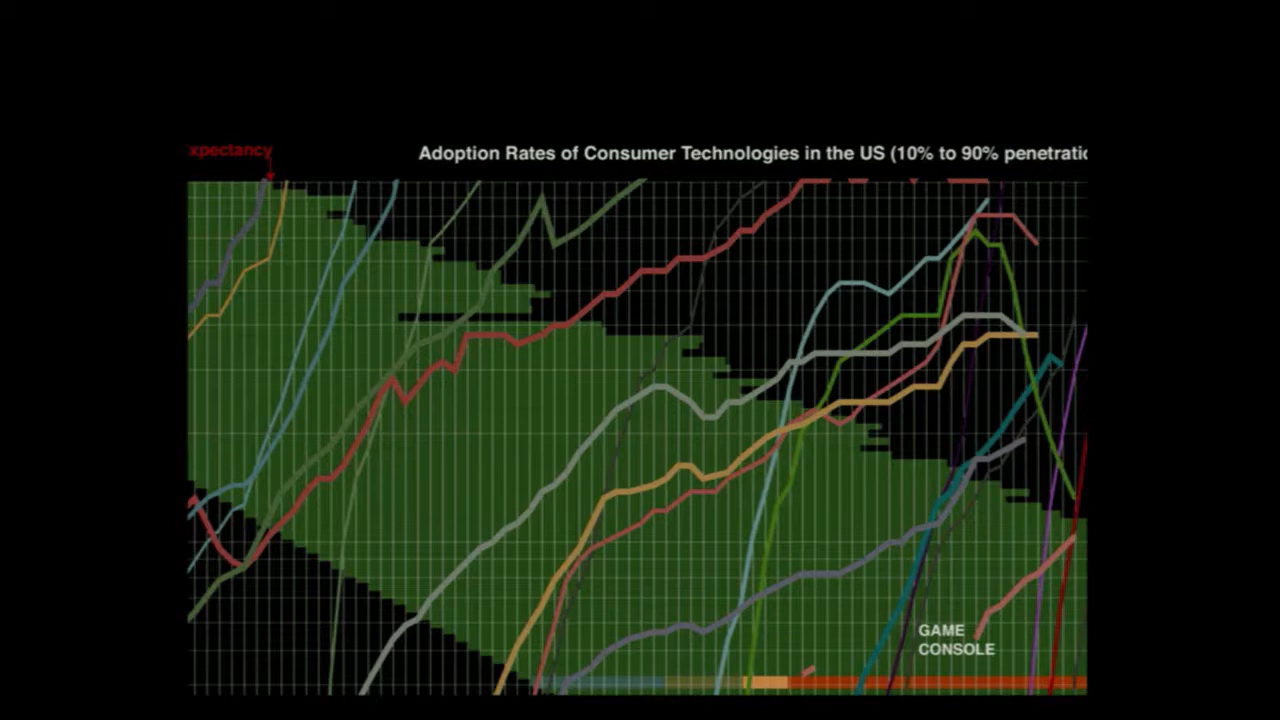 xpectancy
Adoption Rates of Consumer Technologies in the US (10% to 90% penetratic
GAME
CONSOLE